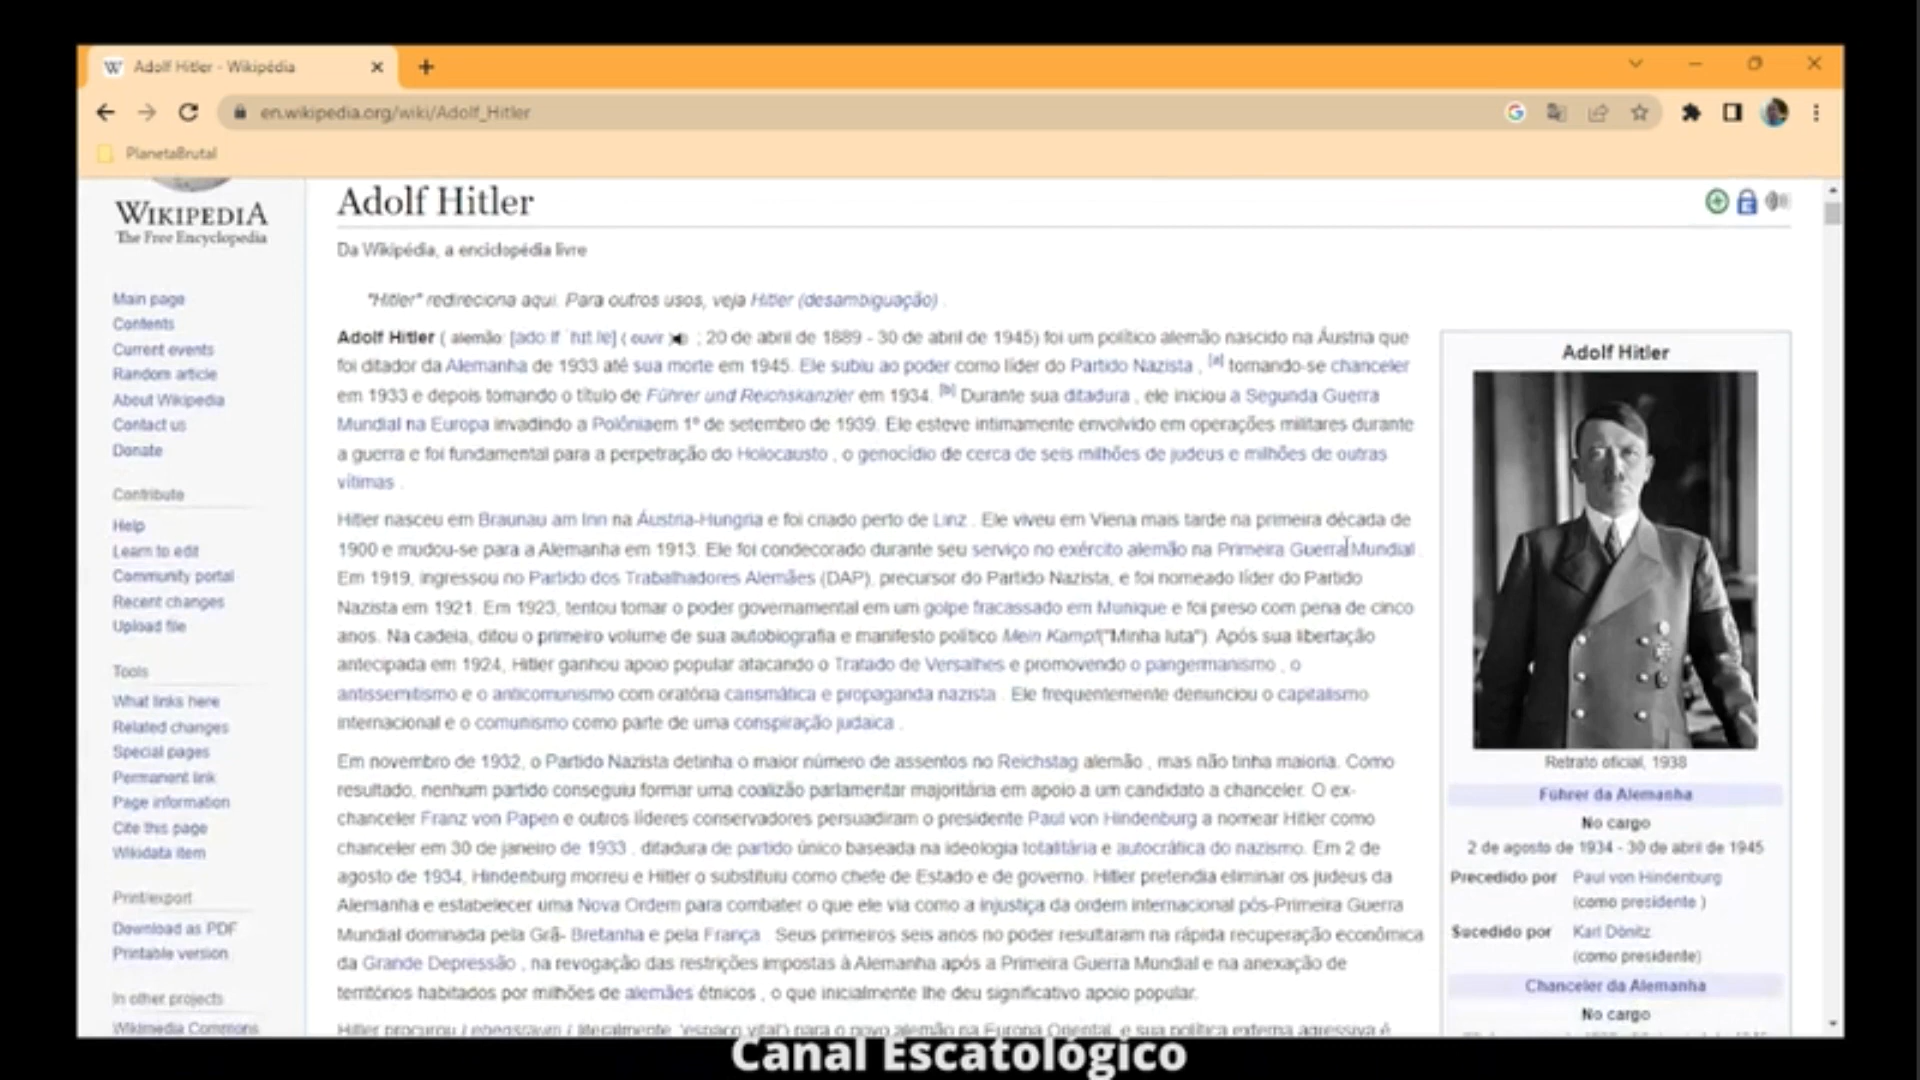 Adolf Hitler - Wikipédia
en.wikipedia.org/wiki/Adolf_Hitler
PlanetaBrutal
WIKIPEDIA
The Free Encyclopedia
Main page
Contents
Current events
Random article
About Wikipedia
Contact us
Donate
Contribute
Help
Learn to edit
Community portal
Recent changes
Upload file
Tools
What links here
Related changes
Special pages
Permanent link
Page information
Cite this page
Wikidata item
Print/export
Download as PDF
Printable version
In other projects
Wikimedia Commons
Adolf Hitler
Da Wikipédia, a enciclopédia livre
"Hitler" redireciona aqui. Para outros usos, veja Hitler (desambiguação) .
Adolf Hitler ( alemão: ( ouvir ) ; 20 de abril de 1889 - 30 de abril de 1945) foi um político alemão nascido na Áustria que
foi ditador da Alemanha de 1933 até sua morte em 1945. Ele subiu ao poder como líder do Partido Nazista , [a] tornando-se chanceler
em 1933 e depois tomando o título de Führer und Reichskanzler em 1934. [b] Durante sua ditadura , ele iniciou a Segunda Guerra
Mundial na Europa invadindo a Polôniaem 1º de setembro de 1939. Ele esteve intimamente envolvido em operações militares durante
a guerra e foi fundamental para a perpetração do Holocausto , o genocídio de cerca de seis milhões de judeus e milhões de outras
vítimas .
Hitler nasceu em Braunau am Inn na Áustria-Hungria e foi criado perto de Linz . Ele viveu em Viena mais tarde na primeira década de
1900 e mudou-se para a Alemanha em 1913. Ele foi condecorado durante seu serviço no exército alemão na Primeira Guerra Mundial .
Em 1919, ingressou no Partido dos Trabalhadores Alemães (DAP), precursor do Partido Nazista, e foi nomeado líder do Partido
Nazista em 1921. Em 1923, tentou tomar o poder governamental em um golpe fracassado em Munique e foi preso com pena de cinco
anos. Na cadeia, ditou o primeiro volume de sua autobiografia e manifesto político Mein Kampf("Minha luta"). Após sua libertação
antecipada em 1924, Hitler ganhou apoio popular atacando o Tratado de Versalhes e promovendo o pangermanismo , o
antissemitismo e o anticomunismo com oratória carismática e propaganda nazista . Ele frequentemente denunciou o capitalismo
internacional e o comunismo como parte de uma conspiração judaica .
Em novembro de 1932, o Partido Nazista detinha o maior número de assentos no Reichstag alemão , mas não tinha maioria. Como
resultado, nenhum partido conseguiu formar uma coalizão parlamentar majoritária em apoio a um candidato a chanceler. O ex-
chanceler Franz von Papen e outros líderes conservadores persuadiram o presidente Paul von Hindenburg a nomear Hitler como
chanceler em 30 de janeiro de 1933 . ditadura de partido único baseada na ideologia totalitária e autocrática do nazismo. Em 2 de
agosto de 1934, Hindenburg morreu e Hitler o substituiu como chefe de Estado e de governo. Hitler pretendia eliminar os judeus da
Alemanha e estabelecer uma Nova Ordem para combater o que ele via como a injustiça da ordem internacional pós-Primeira Guerra
Mundial dominada pela Grã- Bretanha e pela França . Seus primeiros seis anos no poder resultaram na rápida recuperação econômica
da Grande Depressão , na revogação das restrições impostas à Alemanha após a Primeira Guerra Mundial e na anexação de
territórios habitados por milhões de alemães étnicos , o que inicialmente lhe deu significativo apoio popular.
Hitler procurou Lebensraum ( literalmente 'espaço vital') para o povo alemão na Europa Oriental, e sua política externa agressiva é
Adolf Hitler
Retrato oficial, 1938
Führer da Alemanha
No cargo
2 de agosto de 1934 - 30 de abril de 1945
Precedido por Paul von Hindenburg
(como presidente )
Sucedido por Karl Dönitz
(como presidente)
Chanceler da Alemanha
No cargo
Canal Escatológico